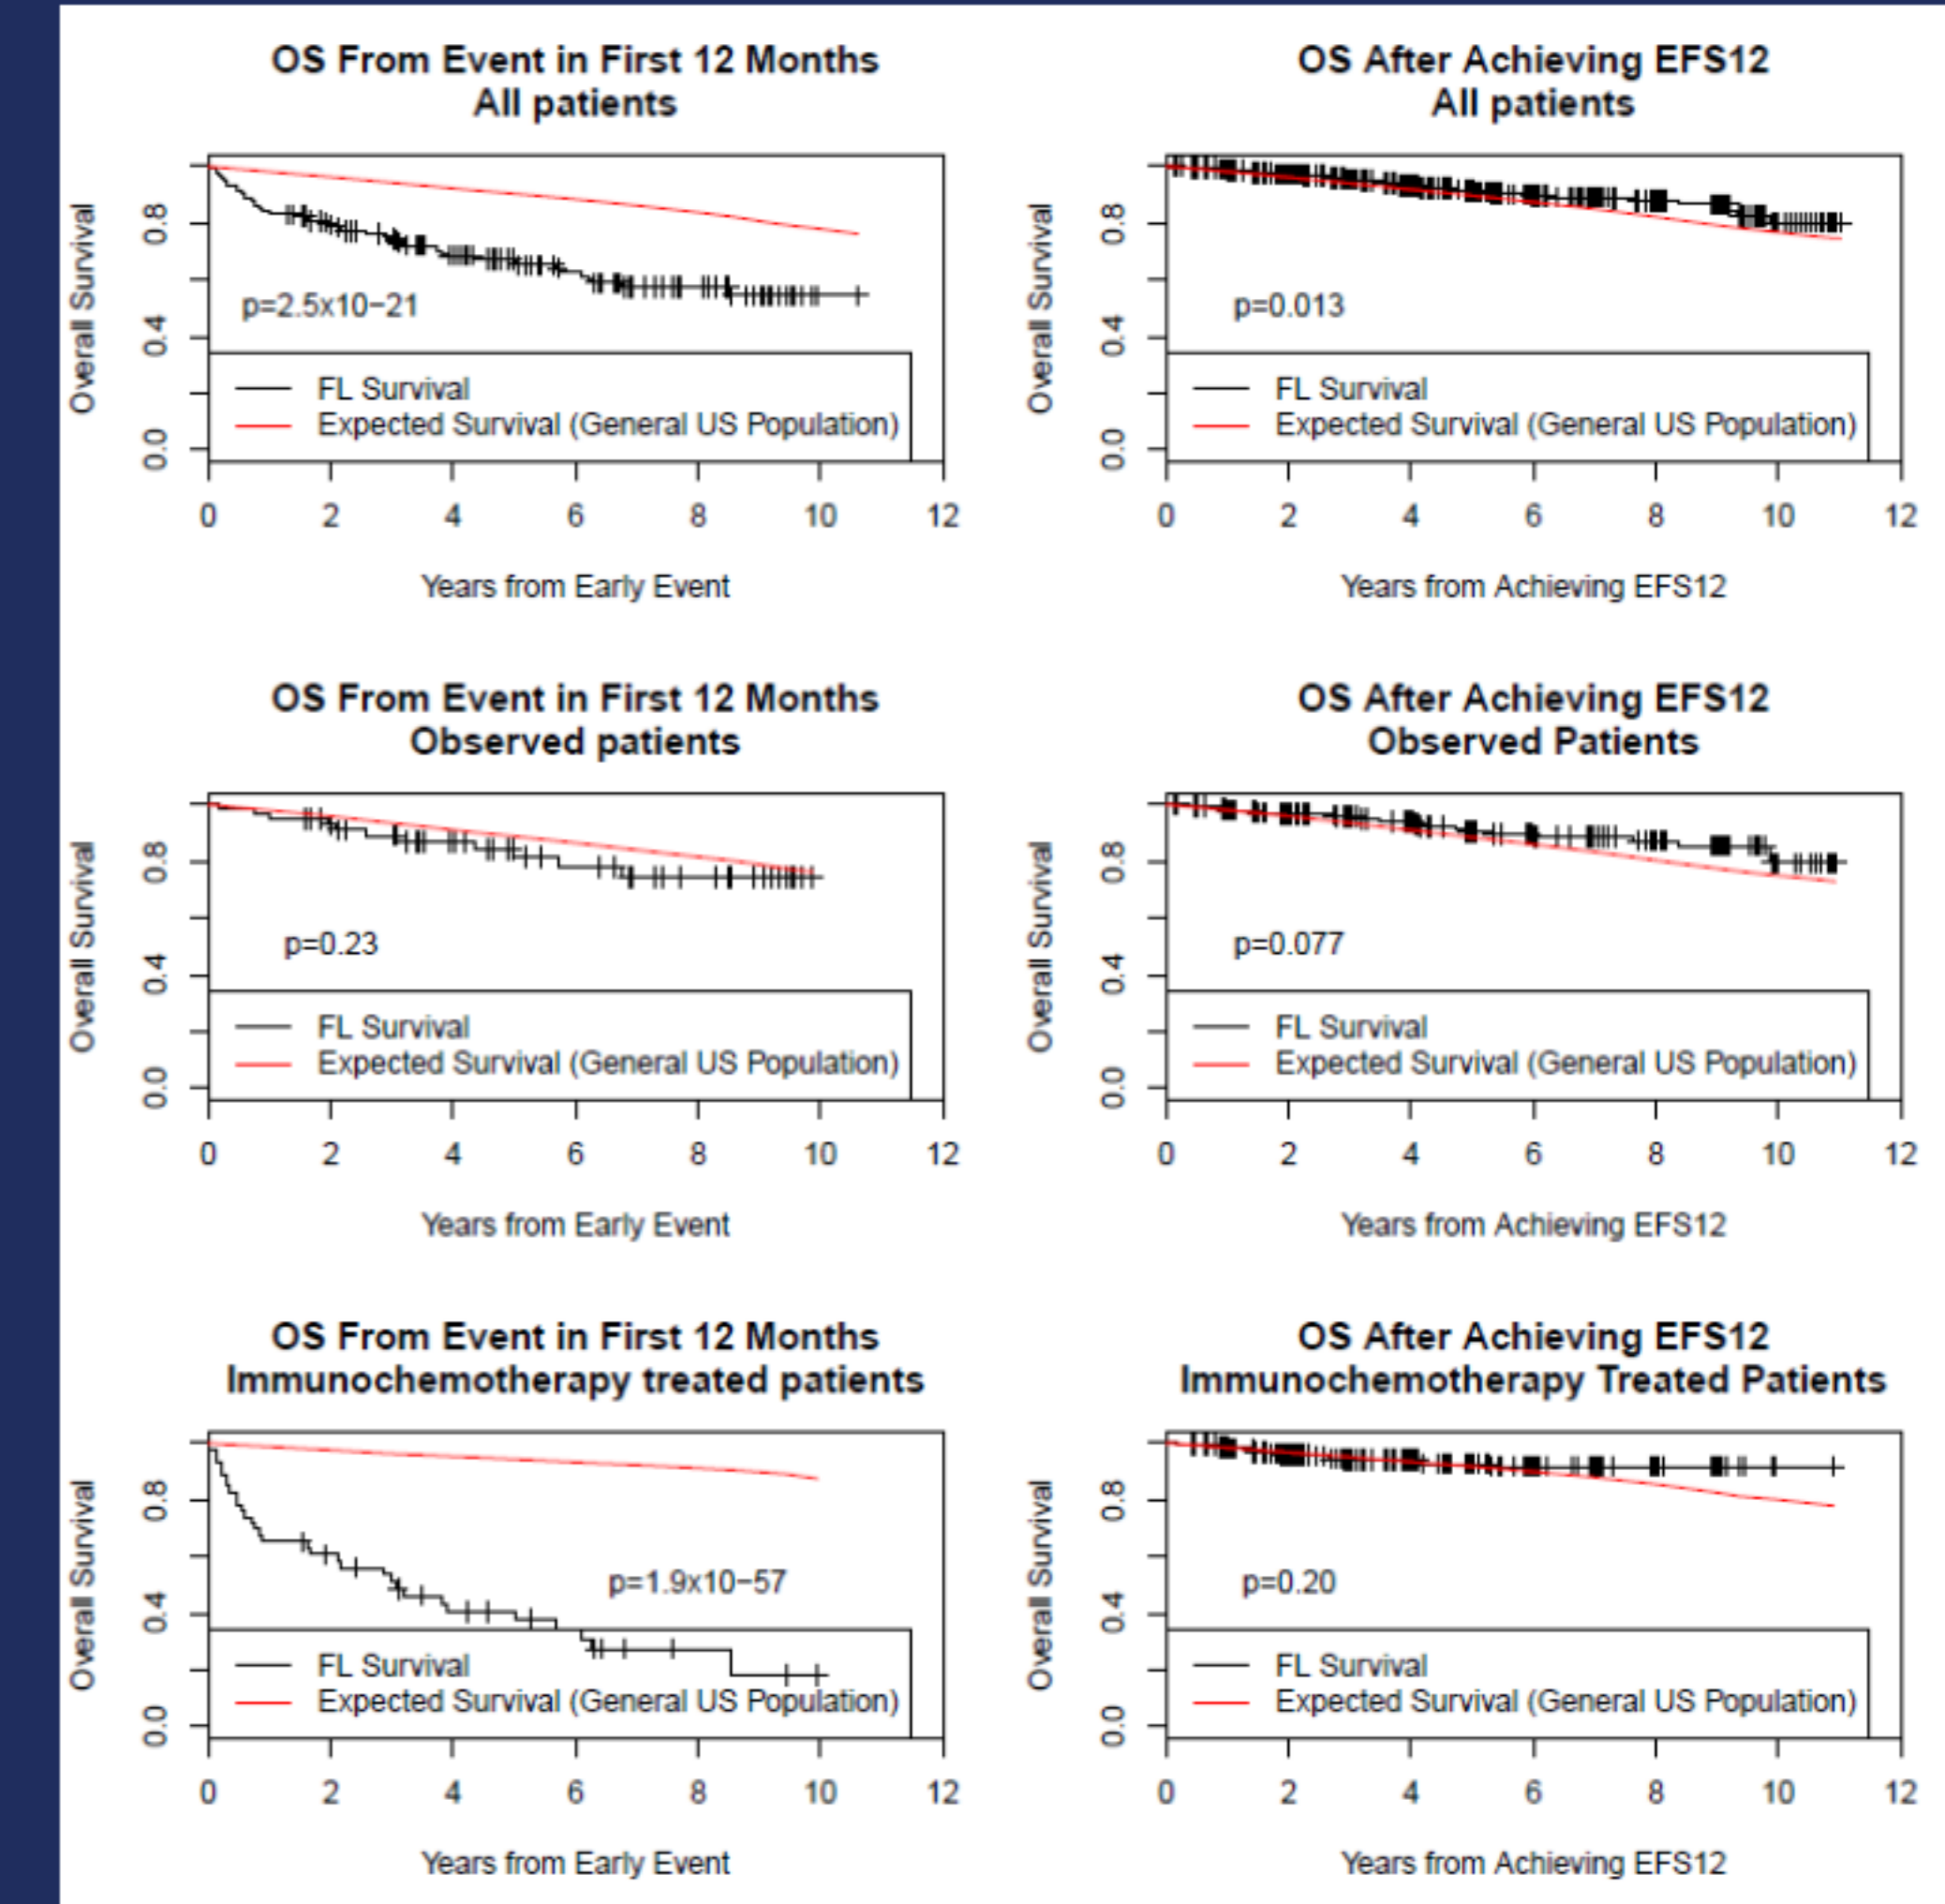 OS From Event in First 12 Months
All patients
Overall Survival
0.8
0.4
0.0
p=2.5x10−21
FL Survival
Expected Survival (General US Population)
0 2 4 6 8 10 12
Years from Early Event
OS After Achieving EFS12
All patients
Overall Survival
0.8
0.4
0.0
p=0.013
FL Survival
Expected Survival (General US Population)
0 2 4 6 8 10 12
Years from Achieving EFS12
OS From Event in First 12 Months
Observed patients
Overall Survival
0.8
0.4
0.0
p=0.23
FL Survival
Expected Survival (General US Population)
0 2 4 6 8 10 12
Years from Early Event
OS After Achieving EFS12
Observed Patients
Overall Survival
0.8
0.4
0.0
p=0.077
FL Survival
Expected Survival (General US Population)
0 2 4 6 8 10 12
Years from Achieving EFS12
OS From Event in First 12 Months
Immunochemotherapy treated patients
Overall Survival
0.8
0.4
0.0
p=1.9x10−57
FL Survival
Expected Survival (General US Population)
0 2 4 6 8 10 12
Years from Early Event
OS After Achieving EFS12
Immunochemotherapy Treated Patients
Overall Survival
0.8
0.4
0.0
p=0.20
FL Survival
Expected Survival (General US Population)
0 2 4 6 8 10 12
Years from Achieving EFS12